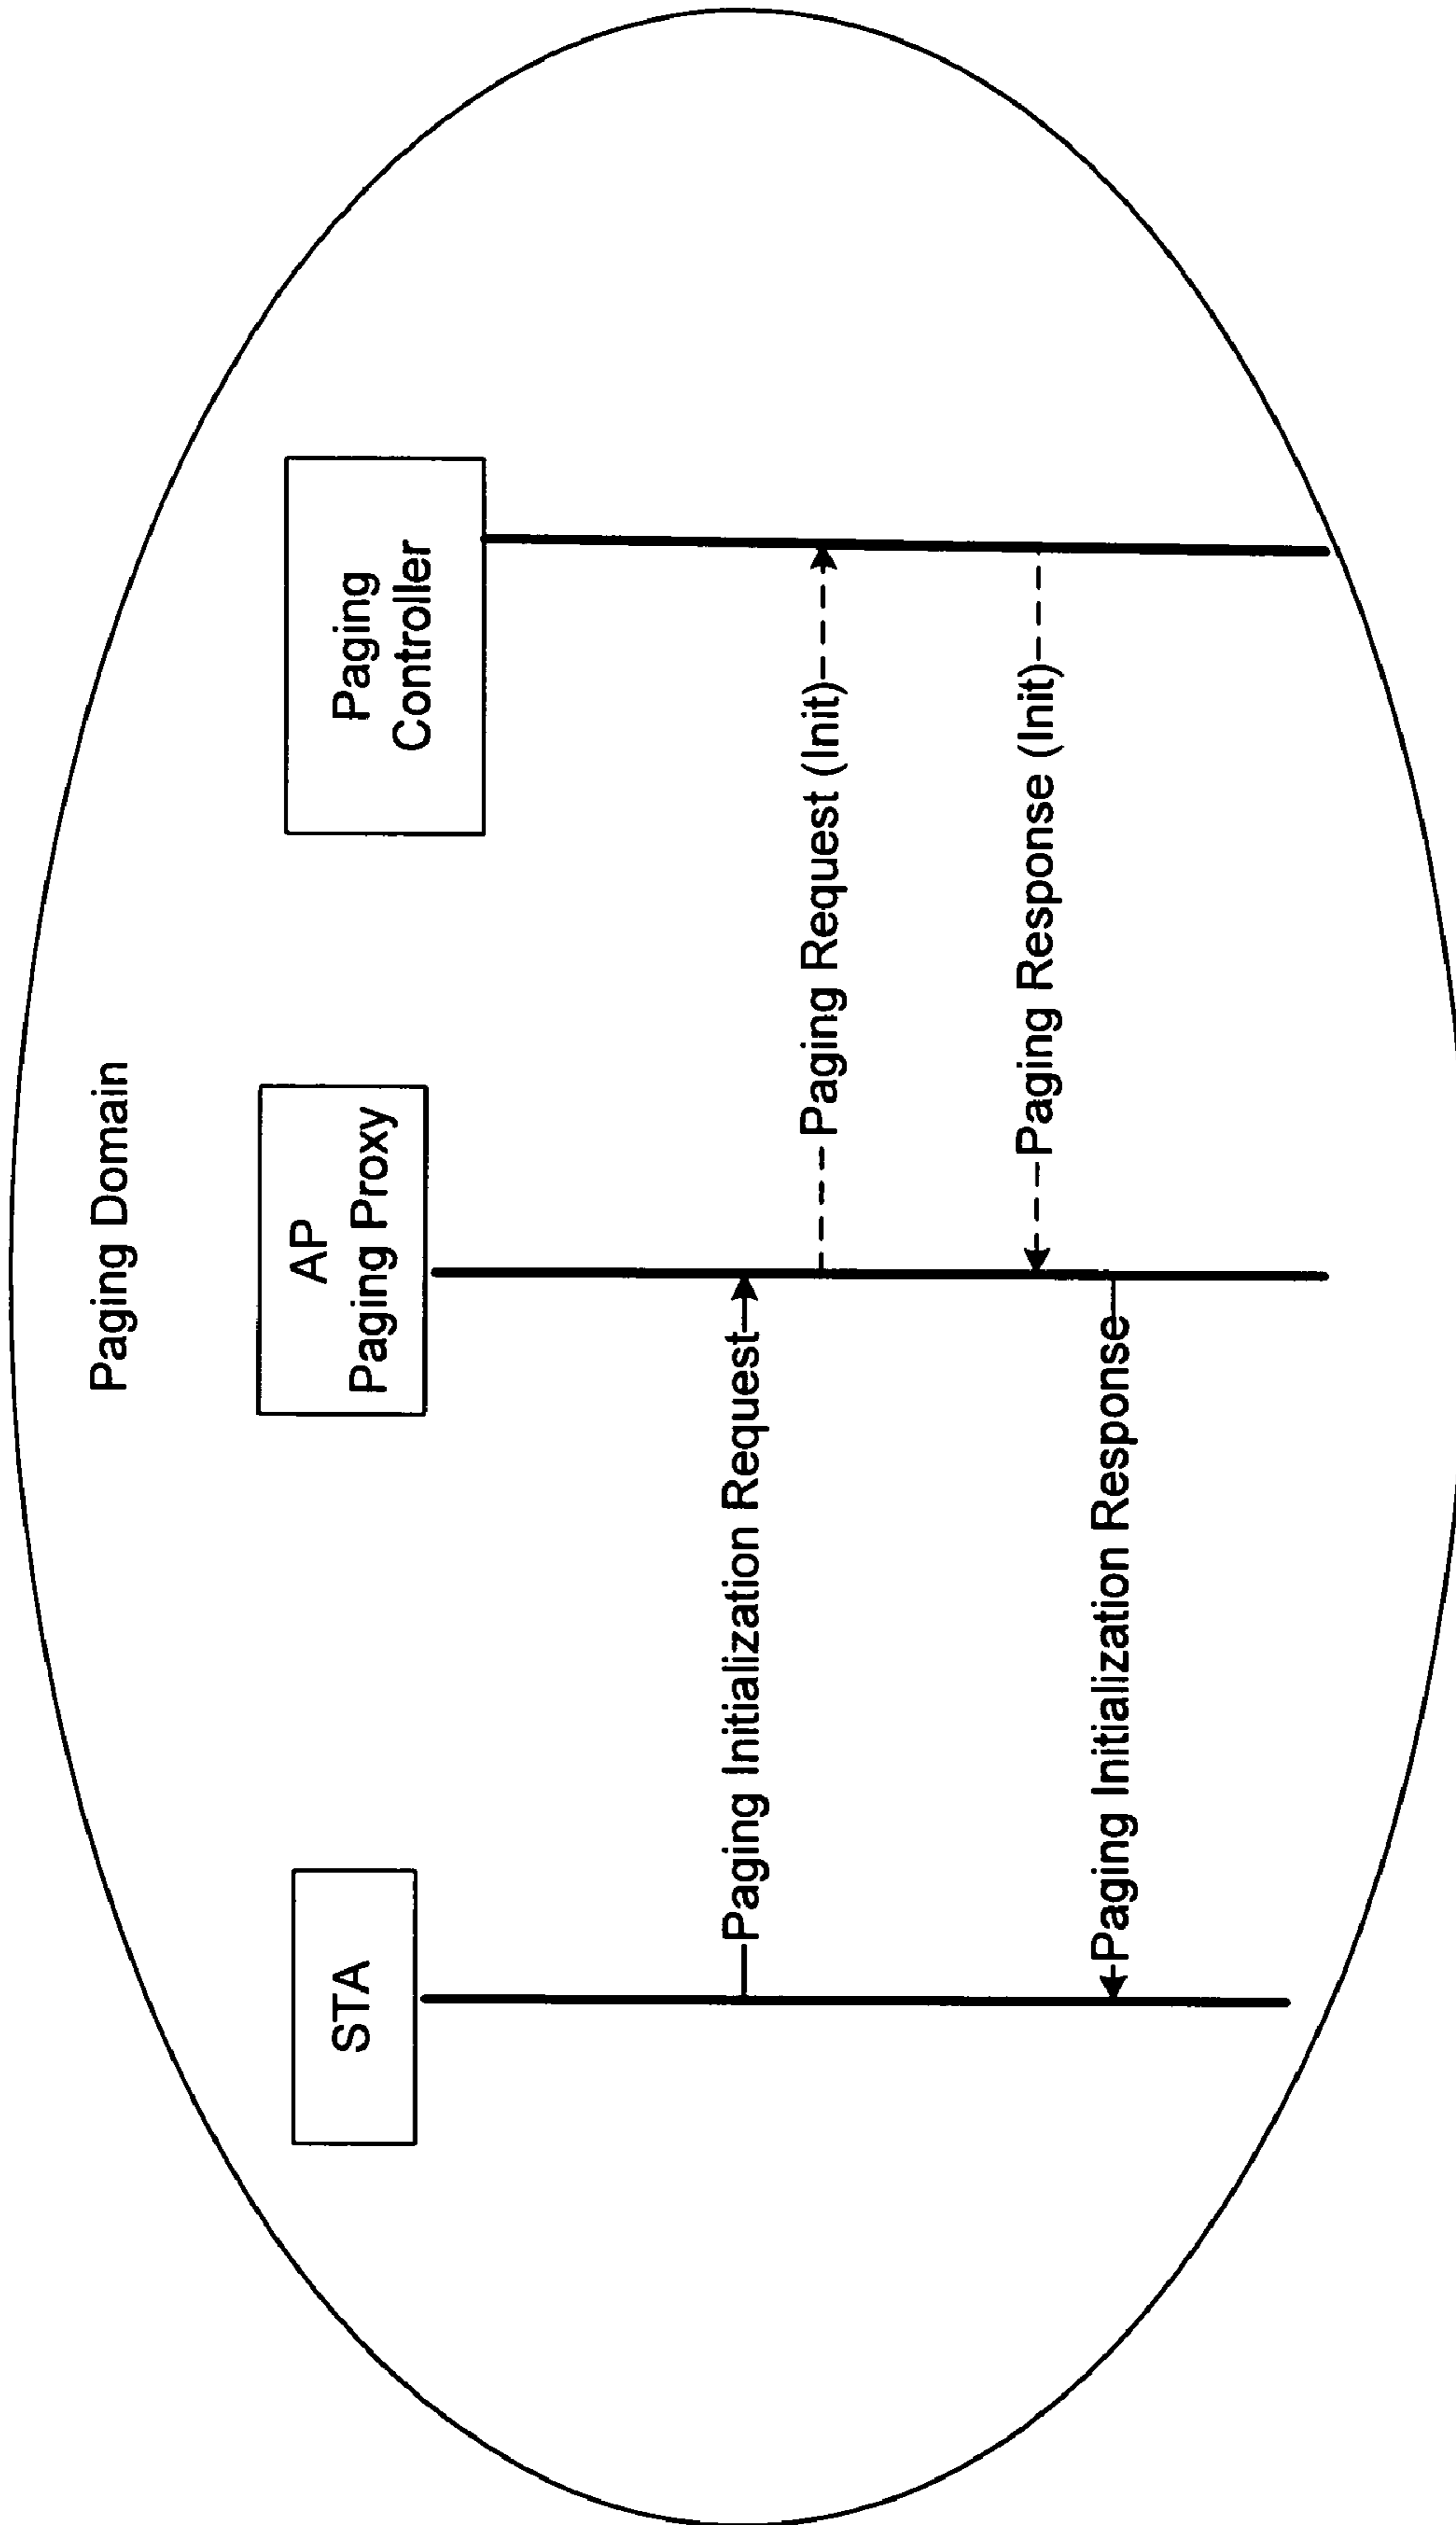 Paging Domain
STA
AP
Paging Proxy
Paging
Controller
Paging Initialization Request
Paging Request (Init)
Paging Response (Init)
Paging Initialization Response